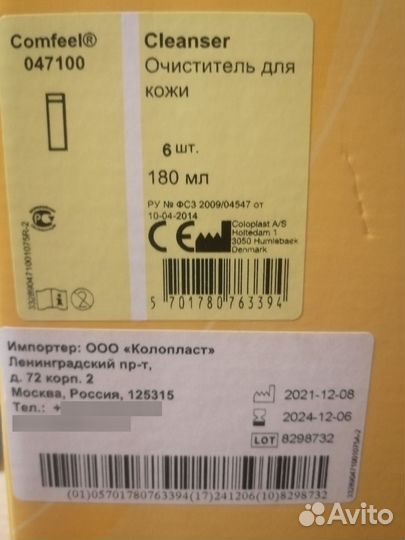 Comfeel®
047100
Cleanser
Очиститель для
кожи
6 шт.
180 мл
РУ № ФСЗ 2009/04547 от
10-04-2014
Coloplast A/S
Holtedam 1
3050 Humlebaek
Denmark
5 701780 763394
Импортер: ООО «Колопласт»
Ленинградский пр-т,
д. 72 корп. 2
Москва, Россия, 125315
Тел.: +
2021-12-08
2024-12-06
LOT 8298732
(01)05701780763394(17)241206(10)8298732
Avito